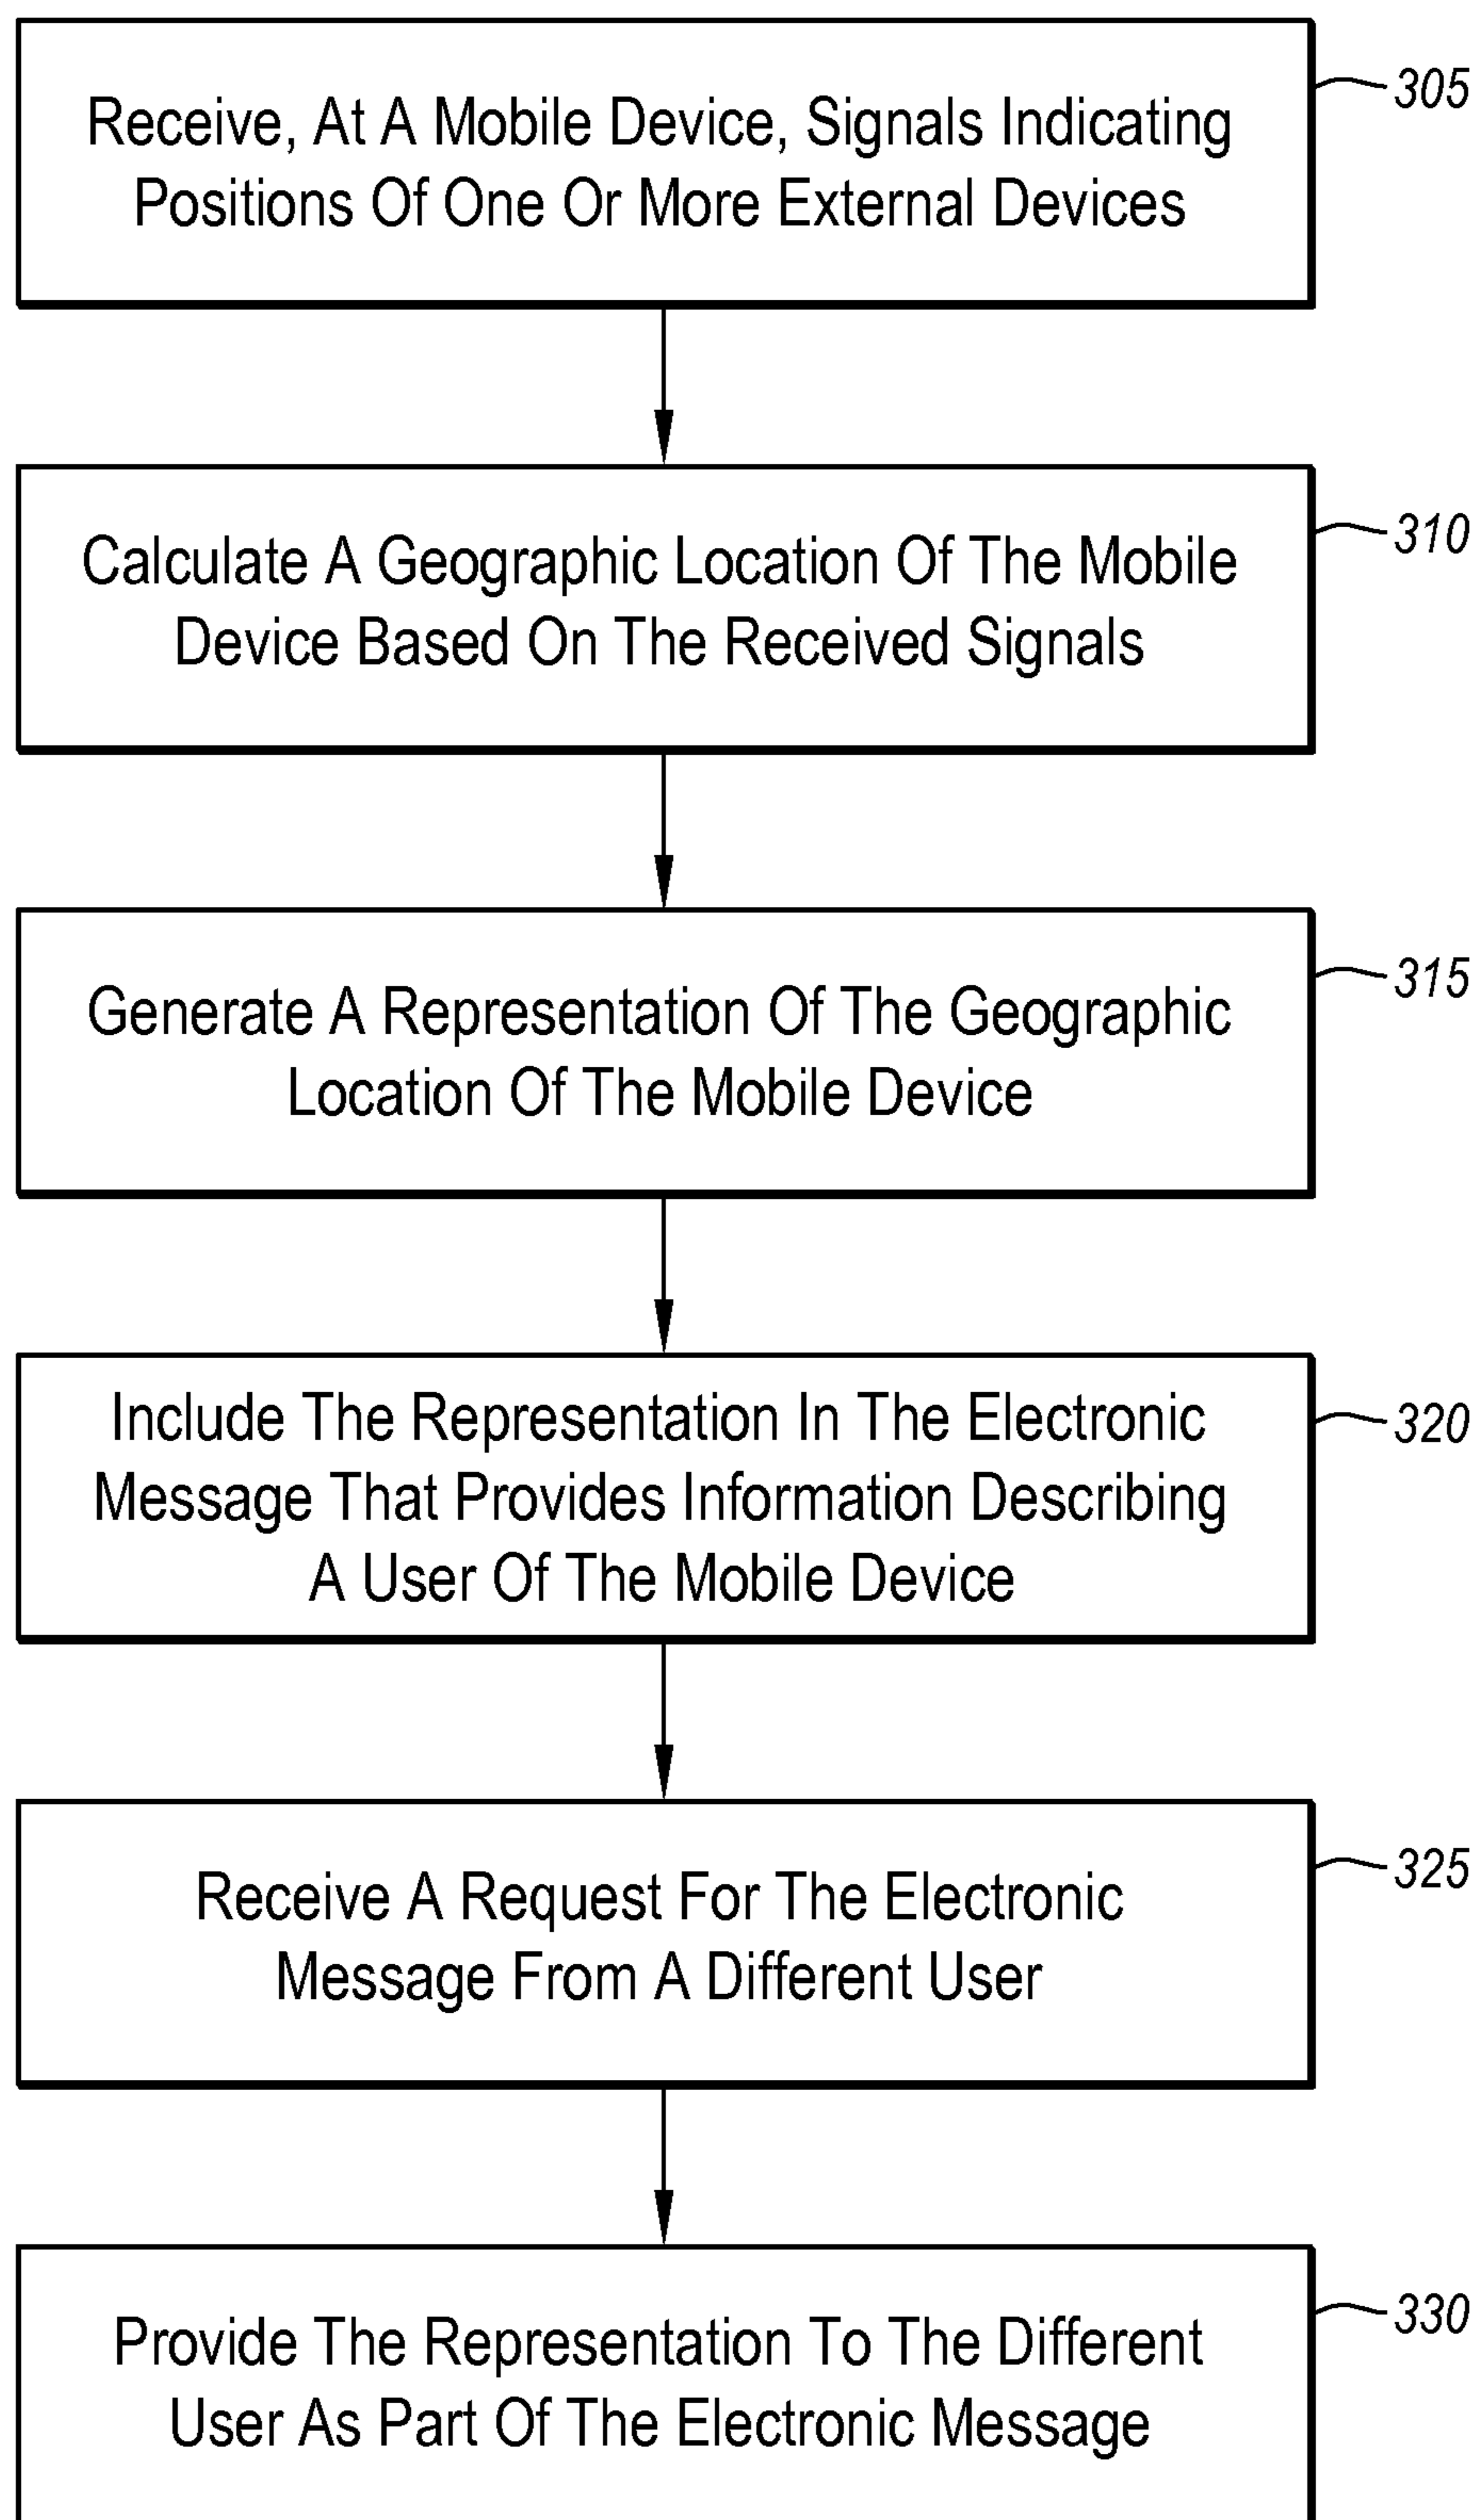 Receive, At A Mobile Device, Signals Indicating
Positions Of One Or More External Devices
305
Calculate A Geographic Location Of The Mobile
Device Based On The Received Signals
310
Generate A Representation Of The Geographic
Location Of The Mobile Device
315
Include The Representation In The Electronic
Message That Provides Information Describing
A User Of The Mobile Device
320
Receive A Request For The Electronic
Message From A Different User
325
Provide The Representation To The Different
User As Part Of The Electronic Message
330